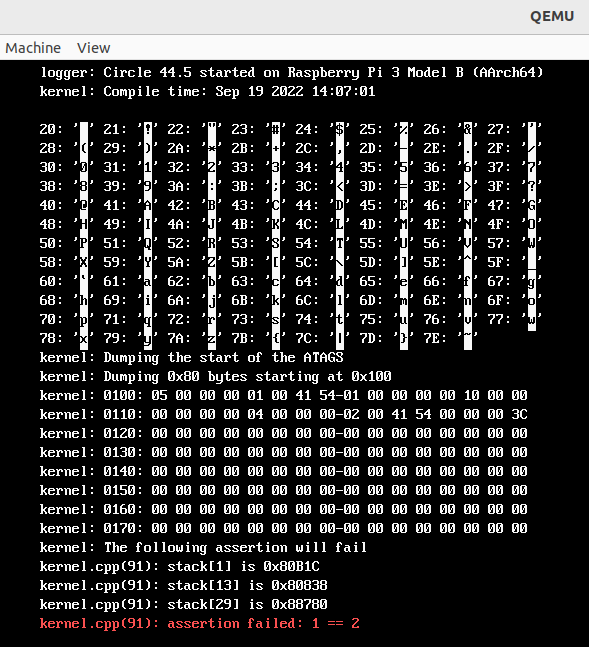 QEMU
Machine View
logger: Circle 44.5 started on Raspberry Pi 3 Model B (AArch64)
kernel: Compile time: Sep 19 2022 14:07:01
20: ' ' 21: '!' 22: '"' 23: '#' 24: '$' 25: '%' 26: '&' 27: '''
28: '(' 29: ')' 2A: '*' 2B: '+' 2C: ',' 2D: '-' 2E: '.' 2F: '/'
30: '0' 31: '1' 32: '2' 33: '3' 34: '4' 35: '5' 36: '6' 37: '7'
38: '8' 39: '9' 3A: ':' 3B: ';' 3C: '<' 3D: '=' 3E: '>' 3F: '?'
40: '@' 41: 'A' 42: 'B' 43: 'C' 44: 'D' 45: 'E' 46: 'F' 47: 'G'
48: 'H' 49: 'I' 4A: 'J' 4B: 'K' 4C: 'L' 4D: 'M' 4E: 'N' 4F: 'O'
50: 'P' 51: 'Q' 52: 'R' 53: 'S' 54: 'T' 55: 'U' 56: 'V' 57: 'W'
58: 'X' 59: 'Y' 5A: 'Z' 5B: '[' 5C: '\' 5D: ']' 5E: '^' 5F: '_'
60: '`' 61: 'a' 62: 'b' 63: 'c' 64: 'd' 65: 'e' 66: 'f' 67: 'g'
68: 'h' 69: 'i' 6A: 'j' 6B: 'k' 6C: 'l' 6D: 'm' 6E: 'n' 6F: 'o'
70: 'p' 71: 'q' 72: 'r' 73: 's' 74: 't' 75: 'u' 76: 'v' 77: 'w'
78: 'x' 79: 'y' 7A: 'z' 7B: '{' 7C: '|' 7D: '}' 7E: '~'
kernel: Dumping the start of the ATAGS
kernel: Dumping 0x80 bytes starting at 0x100
kernel: 0100: 05 00 00 00 01 00 41 54-01 00 00 00 00 10 00 00
kernel: 0110: 00 00 00 00 04 00 00 00-02 00 41 54 00 00 00 3C
kernel: 0120: 00 00 00 00 00 00 00 00-00 00 00 00 00 00 00 00
kernel: 0130: 00 00 00 00 00 00 00 00-00 00 00 00 00 00 00 00
kernel: 0140: 00 00 00 00 00 00 00 00-00 00 00 00 00 00 00 00
kernel: 0150: 00 00 00 00 00 00 00 00-00 00 00 00 00 00 00 00
kernel: 0160: 00 00 00 00 00 00 00 00-00 00 00 00 00 00 00 00
kernel: 0170: 00 00 00 00 00 00 00 00-00 00 00 00 00 00 00 00
kernel: The following assertion will fail
kernel.cpp(91): stack[1] is 0x80B1C
kernel.cpp(91): stack[13] is 0x80838
kernel.cpp(91): stack[29] is 0x88780
kernel.cpp(91): assertion failed: 1 == 2